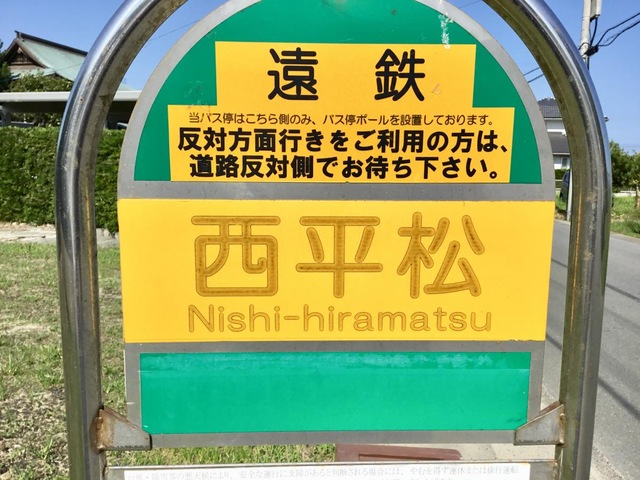 遠鉄
当バス停はこちら側のみ、バス停ポールを設置しております。
反対方面行きをご利用の方は、
道路反対側でお待ち下さい。
西平松
Nishi-hiramatsu